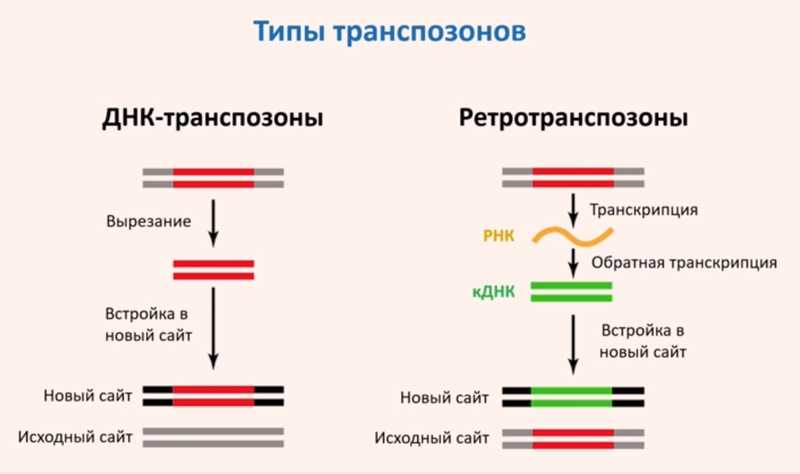 Типы транспозонов
ДНК-транспозоны
Вырезание
Встройка в
новый сайт
Новый сайт
Исходный сайт
Ретротранспозоны
Транскрипция
РНК
Обратная транскрипция
кДНК
Встройка в
новый сайт
Новый сайт
Исходный сайт